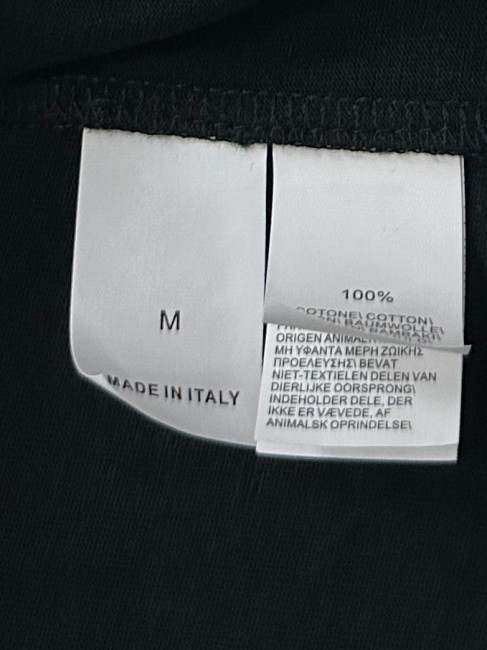 M
MADE IN ITALY
100%
COTONE\ COTTON\
BAUMWOLLE\
BAMBAKI\
ORIGEN ANIMAL\
ΜΗ ΥΦΑΝΤΑ ΜΕΡΗ ΖΩΙΚΗΣ
ΠΡΟΕΛΕΥΣΗΣ\ BEVAT
NIET-TEXTIELEN DELEN VAN
DIERLIJKE OORSPRONG\
INDEHOLDER DELE, DER
IKKE ER VÆVEDE, AF
ANIMALSK OPRINDELSE\